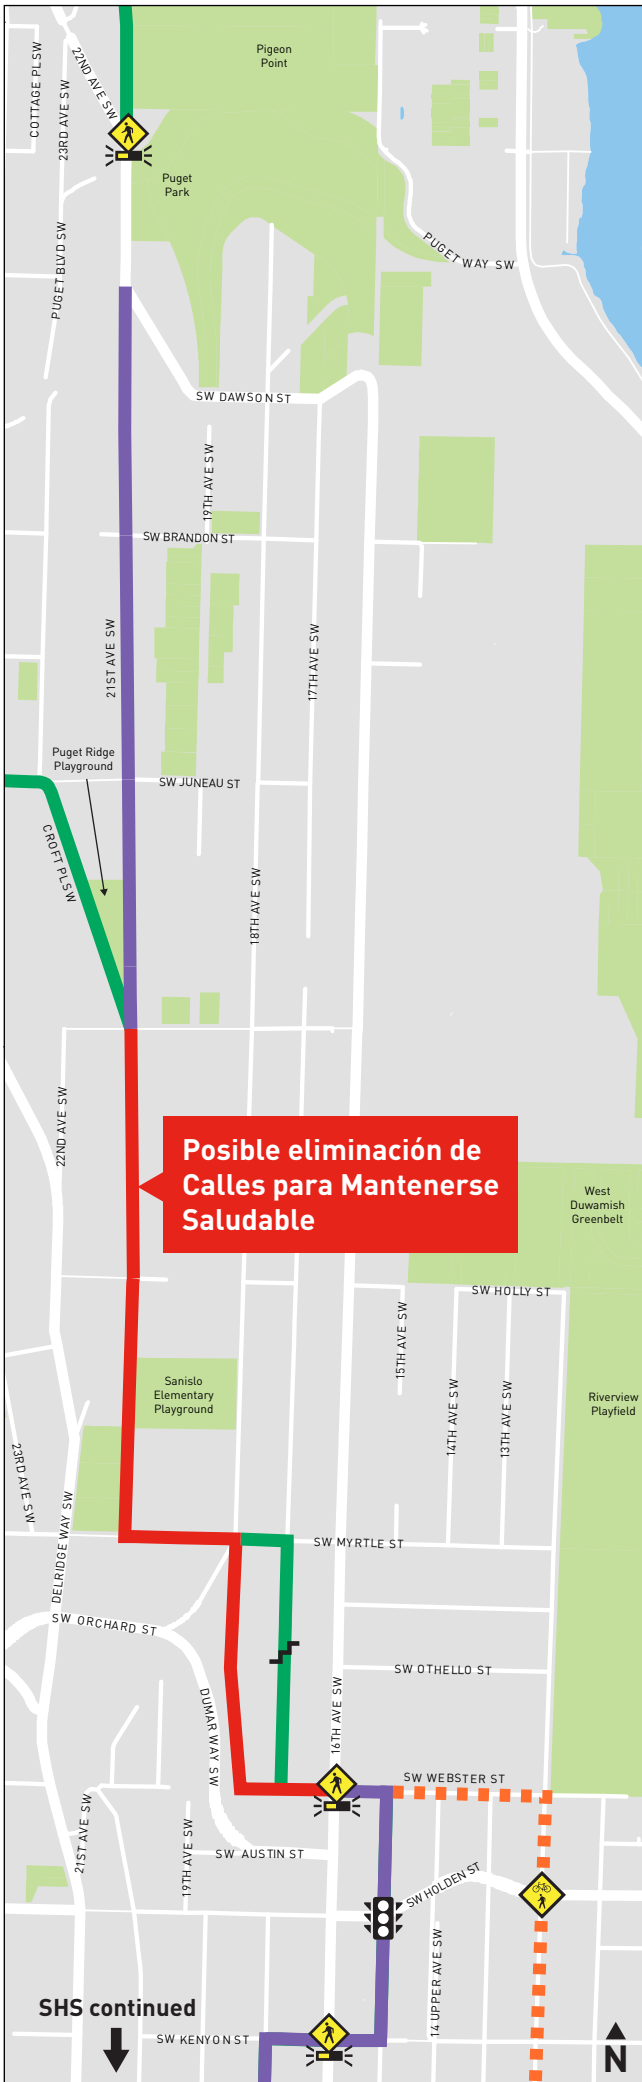 Pigeon
Point
COTTAGE PL SW
23RD AVE SW
22ND AVE SW
Puget
Park
PUGET BLVD SW
PUGET WAY SW
SW DAWSON ST
19TH AVE SW
SW BRANDON ST
21ST AVE SW
17TH AVE SW
Puget Ridge
Playground
SW JUNEAU ST
CROFT PL SW
18TH AVE SW
22ND AVE SW
Posible eliminación de
Calles para Mantenerse
Saludable
West
Duwamish
Greenbelt
SW HOLLY ST
15TH AVE SW
14TH AVE SW
13TH AVE SW
Sanislo
Elementary
Playground
Riverview
Playfield
23RD AVE SW
DELRIDGE WAY SW
SW MYRTLE ST
SW ORCHARD ST
SW OTHELLO ST
DUMAR WAY SW
16TH AVE SW
SW WEBSTER ST
21ST AVE SW
19TH AVE SW
SW AUSTIN ST
SW HOLDEN ST
14 UPPER AVE SW
SHS continued
SW KENYON ST
N